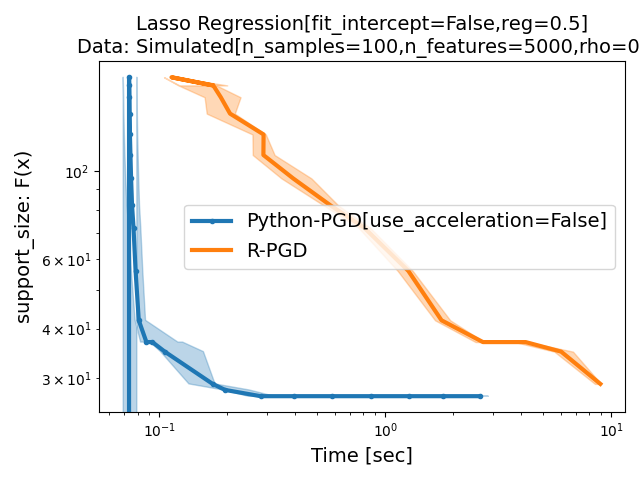 Lasso Regression[fit_intercept=False,reg=0.5]
Data: Simulated[n_samples=100,n_features=5000,rho=0
support_size: F(x)
10²
6 × 10¹
4 × 10¹
3 × 10¹
Python-PGD[use_acceleration=False]
R-PGD
10⁻¹
10⁰
10¹
Time [sec]